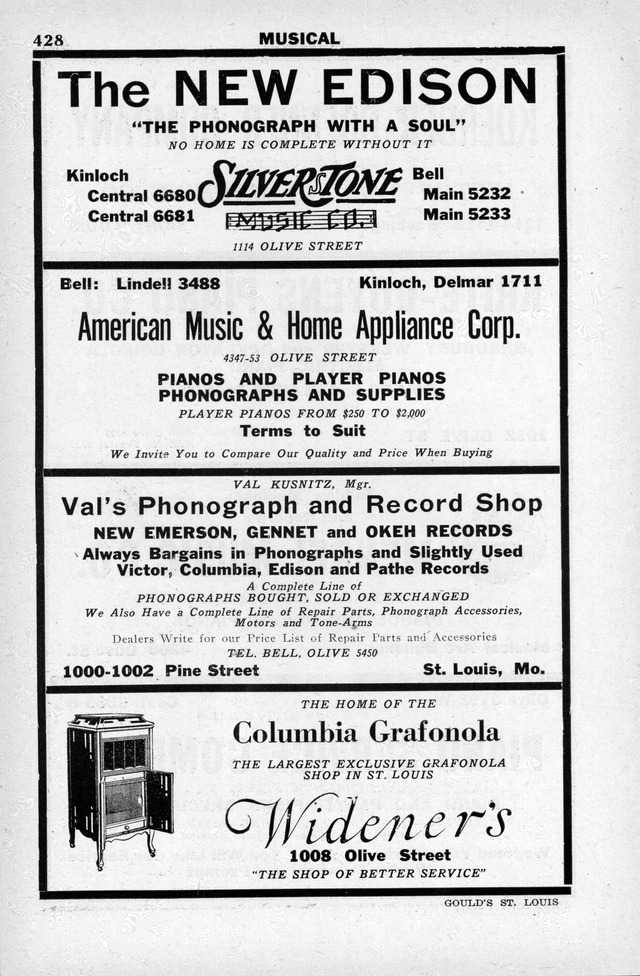 428
MUSICAL
The NEW EDISON
"THE PHONOGRAPH WITH A SOUL"
NO HOME IS COMPLETE WITHOUT IT
Kinloch
Central 6680
Central 6681
SILVERSTONE
MUSIC CO.
Bell
Main 5232
Main 5233
1114 OLIVE STREET
Bell: Lindell 3488 Kinloch, Delmar 1711
American Music & Home Appliance Corp.
4347-53 OLIVE STREET
PIANOS AND PLAYER PIANOS
PHONOGRAPHS AND SUPPLIES
PLAYER PIANOS FROM $250 TO $2,000
Terms to Suit
We Invite You to Compare Our Quality and Price When Buying
VAL KUSNITZ, Mgr.
Val's Phonograph and Record Shop
NEW EMERSON, GENNET and OKEH RECORDS
Always Bargains in Phonographs and Slightly Used
Victor, Columbia, Edison and Pathe Records
A Complete Line of
PHONOGRAPHS BOUGHT, SOLD OR EXCHANGED
We Also Have a Complete Line of Repair Parts, Phonograph Accessories,
Motors and Tone-Arms
Dealers Write for our Price List of Repair Parts and Accessories
TEL. BELL, OLIVE 5450
1000-1002 Pine Street St. Louis, Mo.
THE HOME OF THE
Columbia Grafonola
THE LARGEST EXCLUSIVE GRAFONOLA
SHOP IN ST. LOUIS
Widener's
1008 Olive Street
"THE SHOP OF BETTER SERVICE"
GOULD'S ST. LOUIS